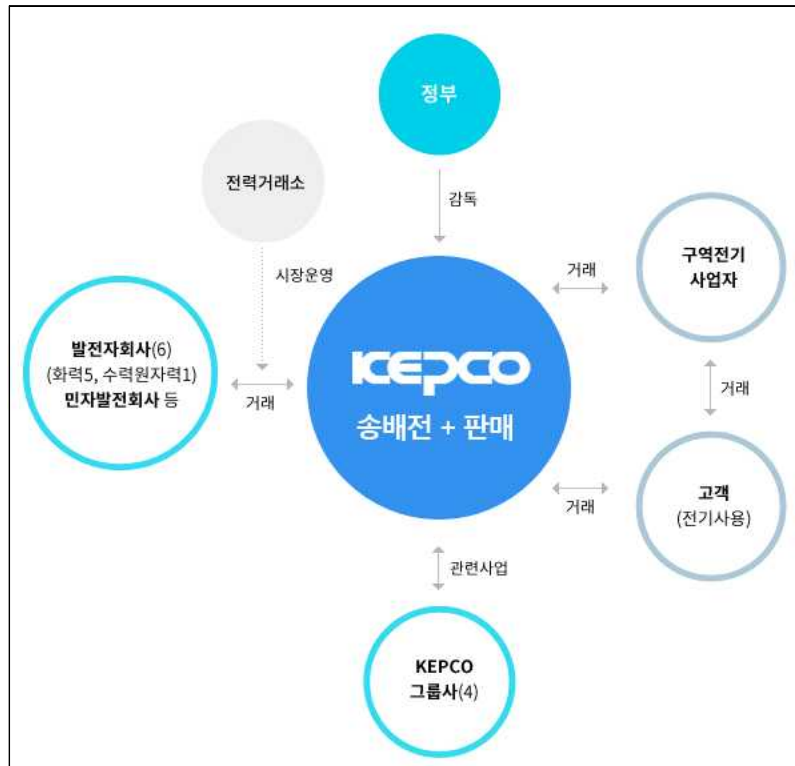 정부
전력거래소
감독
시장운영
거래
구역전기
사업자
발전자회사(6)
(화력5, 수력원자력1)
민자발전회사 등
거래
KEPCO
송배전 + 판매
거래
거래
고객
(전기사용)
관련사업
KEPCO
그룹사(4)